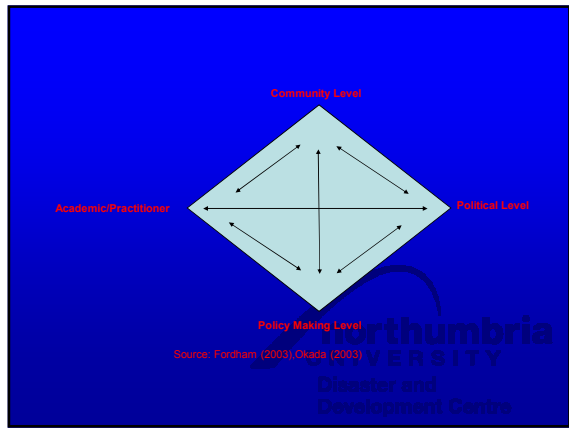 Community Level
Academic/Practitioner
Political Level
Policy Making Level
northumbria
Source: Fordham (2003),Okada (2003)
UNIVERSITY
Disaster and
Development Centre